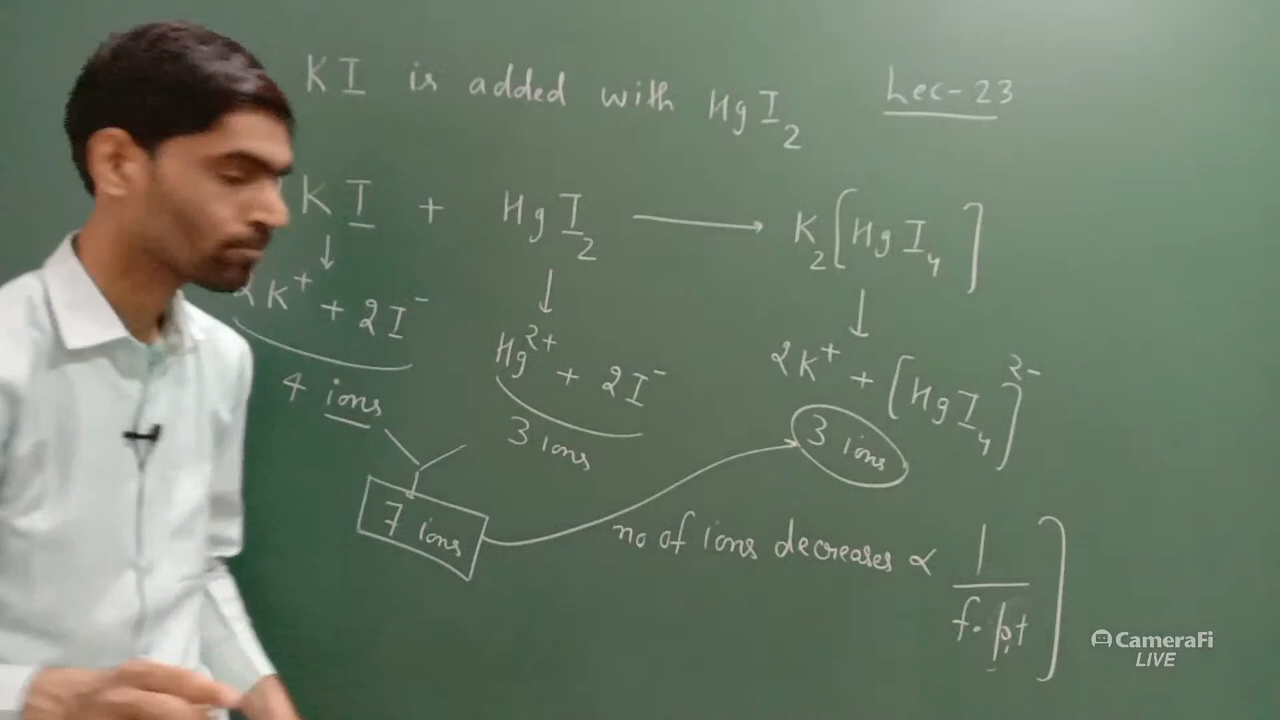 KI is added with HgI₂
Lec-23
KI + HgI₂ ⟶ K₂[HgI₄]
↓ ↓ ↓
2K⁺ + 2I⁻
Hg²⁺ + 2I⁻
2K⁺ + [HgI₄]²⁻
4 ions
3 ions
3 ions
7 ions
no of ions decreases ∝ 1/f.pt]
CameraFi
LIVE